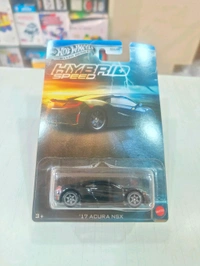 Hot Wheels
HYBRID
SPEED
'17 ACURA NSX
3+